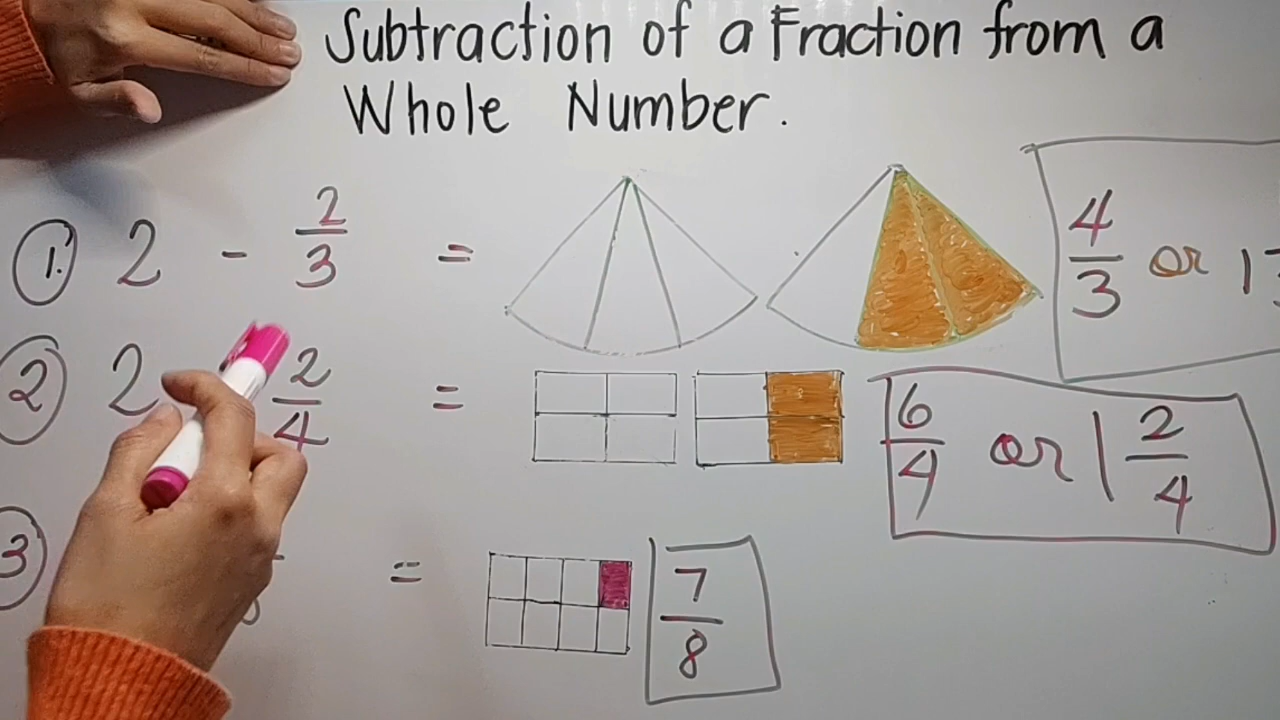 Subtraction of a Fraction from a
Whole Number.
1. 2 - 2/3 = 4/3 or 1
2 2 2/4 = 6/4 or 1 2/4
3 = 7/8